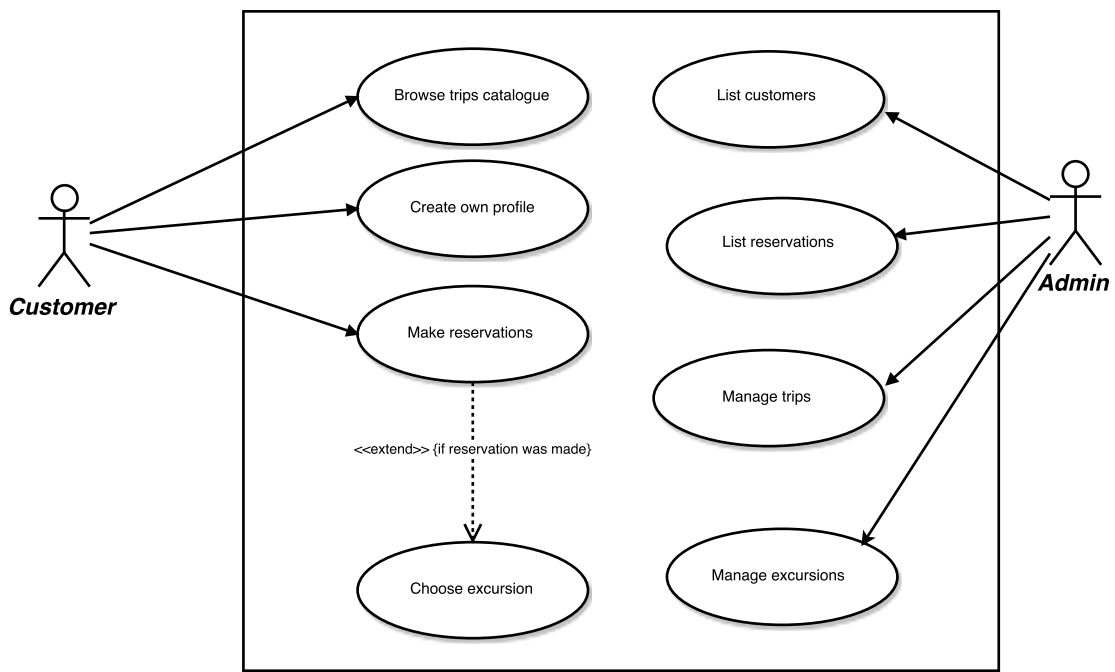 Browse trips catalogue
List customers
Create own profile
List reservations
Customer
Admin
Make reservations
Manage trips
<<extend>> {if reservation was made}
Choose excursion
Manage excursions